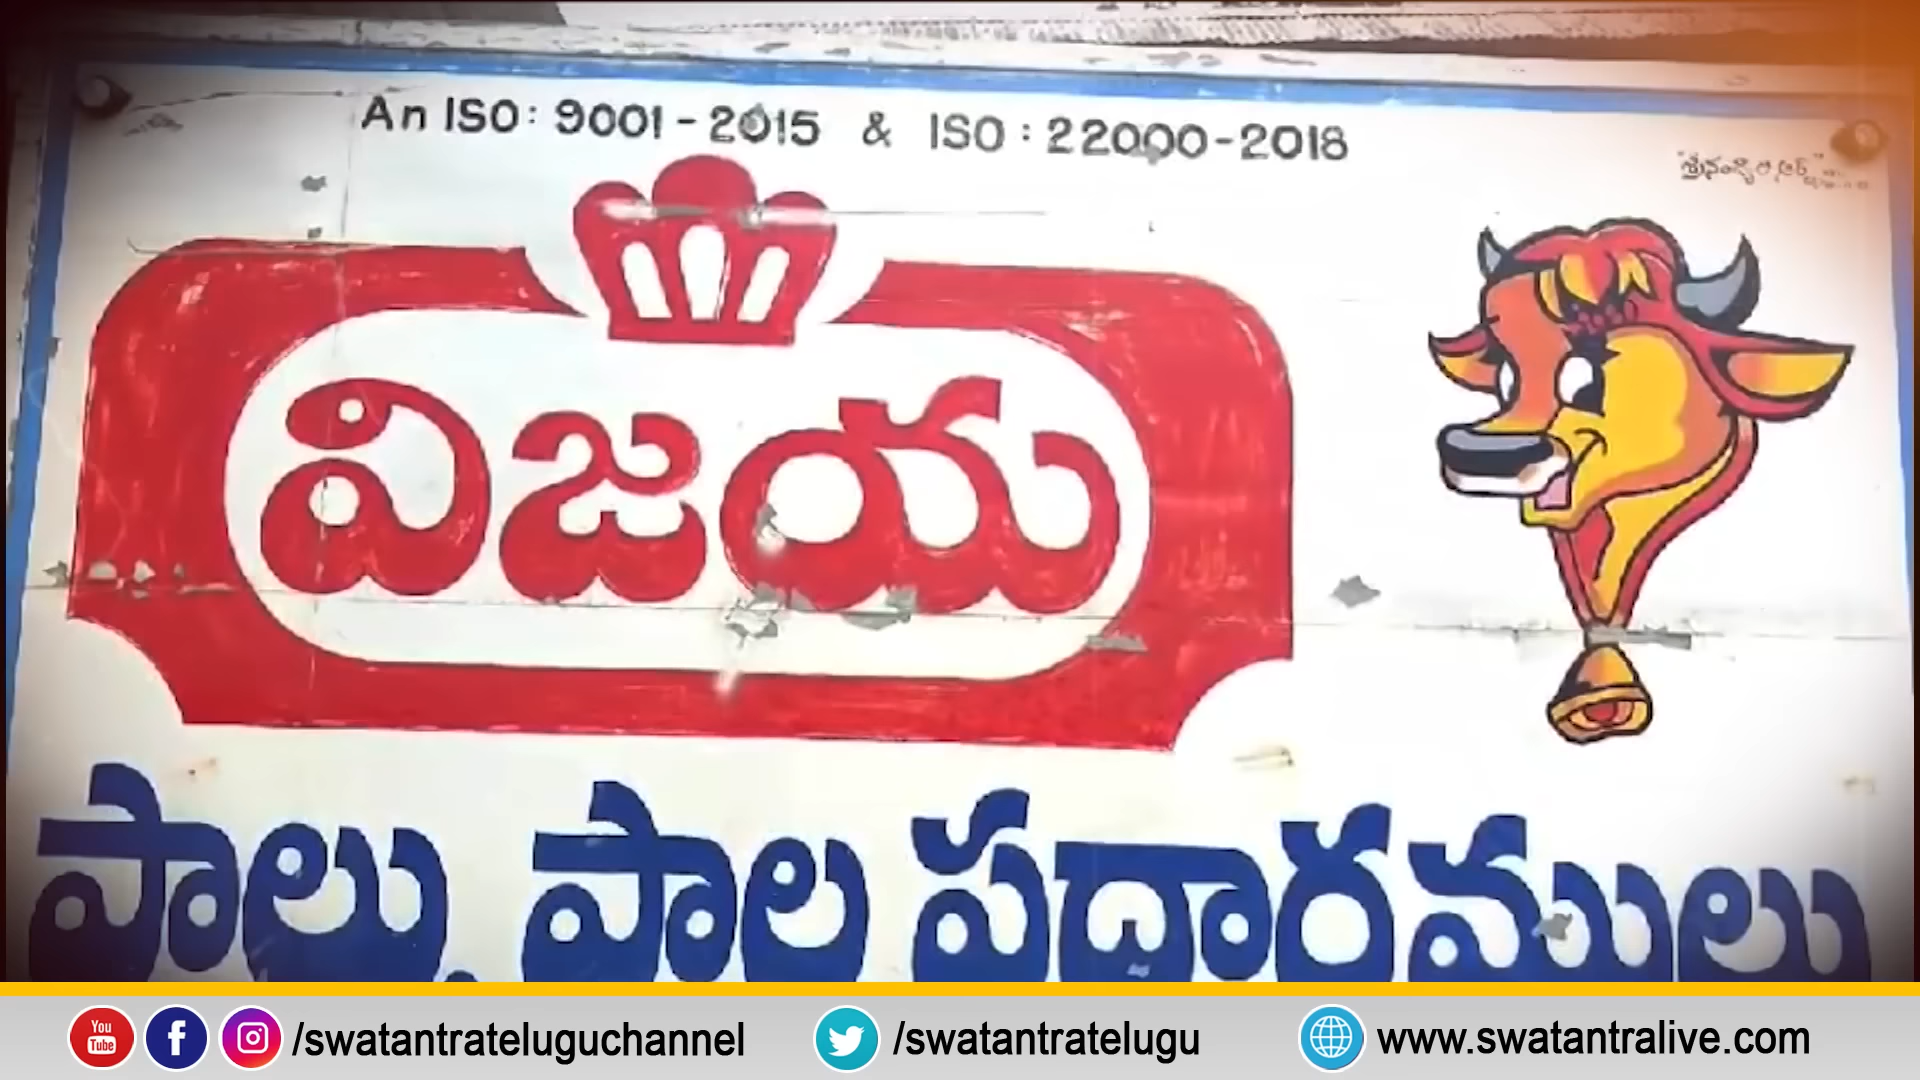 An ISO: 9001-2015 & ISO: 22000-2018
విజయ
పాలు, పాల పదార్థములు
/swatantrateluguchannel /swatantratelugu www.swatantralive.com